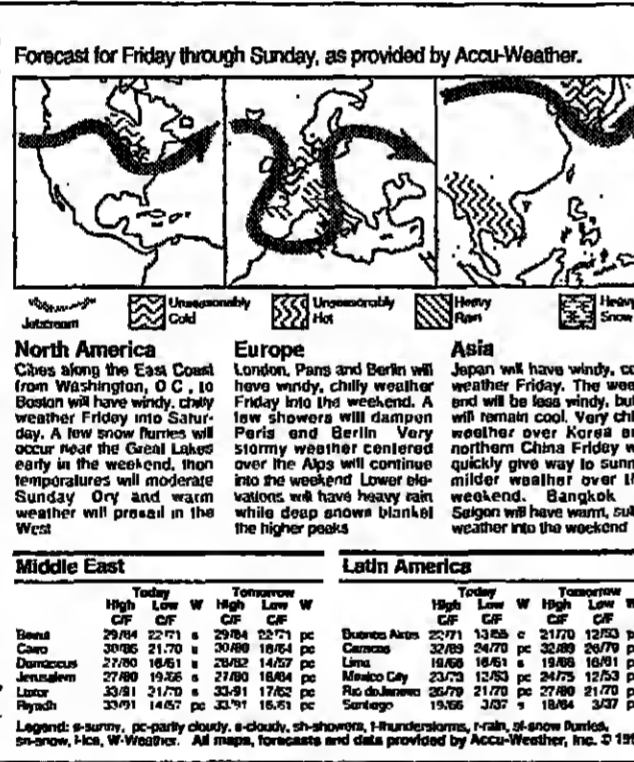 Forecast for Friday through Sunday, as provided by Accu-Weather.
Jetstream
Unseasonably
Cold
Unseasonably
Hot
Heavy
Rain
Heavy
Snow
North America
Cities along the East Coast
from Washington, D C , to
Boston will have windy, chilly
weather Friday into Satur-
day. A few snow flurries will
occur near the Great Lakes
early in the weekend, then
temperatures will moderate
Sunday Dry and warm
weather will prevail in the
West
Europe
London, Paris and Berlin will
have windy, chilly weather
Friday into the weekend. A
few showers will dampen
Paris and Berlin Very
stormy weather centered
over the Alps will continue
into the weekend Lower ele-
vations will have heavy rain
while deep snows blanket
the higher peaks
Asia
Japan will have windy, co
weather Friday. The wee
end will be less windy, but
will remain cool. Very chi
weather over Korea an
northern China Friday w
quickly give way to sunn
milder weather over th
weekend. Bangkok
Saigon will have warm, sul
weather into the weekend
Middle East
Today Tomorrow
High Low W High Low W
C/F C/F C/F C/F
Beirut 29/84 22/71 s 29/84 22/71 pc
Cairo 30/86 21/70 s 30/86 18/64 pc
Damascus 27/80 16/61 s 28/82 14/57 pc
Jerusalem 27/80 19/66 s 27/80 18/64 pc
Luxor 33/91 21/70 s 33/91 17/62 pc
Riyadh 33/91 14/57 pc 33/91 16/61 pc
Latin America
Today Tomorrow
High Low W High Low W
C/F C/F C/F C/F
Buenos Aires 22/71 13/55 c 21/70 12/53
Caracas 32/89 24/70 pc 32/89 26/79
Lima 19/66 16/61 s 19/66 16/61
Mexico City 23/73 12/53 pc 24/75 12/53
Rio de Janeiro 26/79 21/70 pc 27/80 21/70
Santiago 19/66 3/37 s 18/64 3/37
Legend: s-sunny, pc-partly cloudy, c-cloudy, sh-showers, t-thunderstorms, r-rain, sf-snow flurries,
sn-snow, i-ice, W-Weather. All maps, forecasts and data provided by Accu-Weather, Inc. © 19